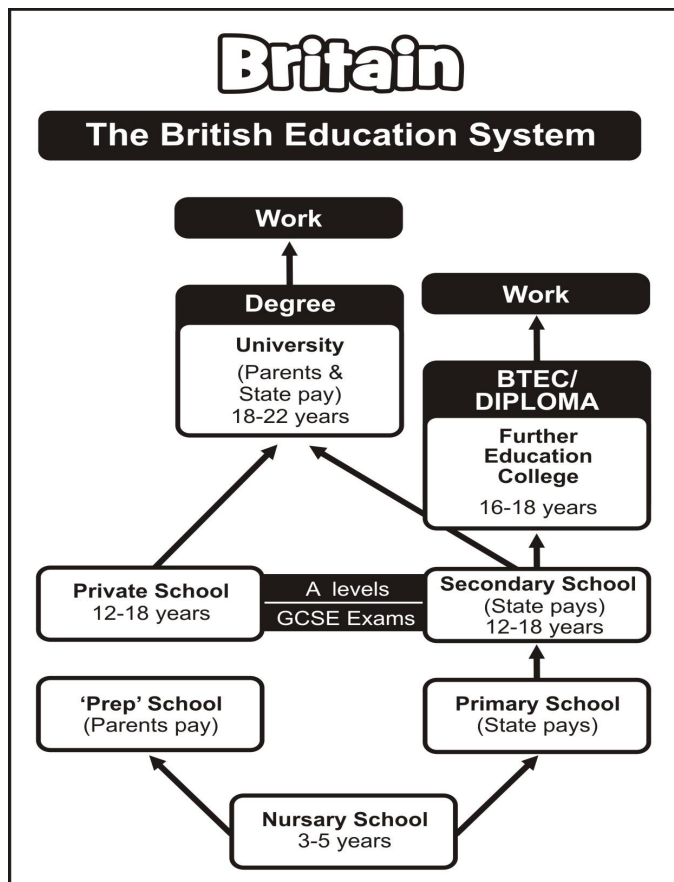 Britain
The British Education System
Work
Degree
University
(Parents &
State pay)
18-22 years
Work
BTEC/
DIPLOMA
Further
Education
College
16-18 years
Private School
12-18 years
A levels
GCSE Exams
Secondary School
(State pays)
12-18 years
‘Prep’ School
(Parents pay)
Primary School
(State pays)
Nursary School
3-5 years